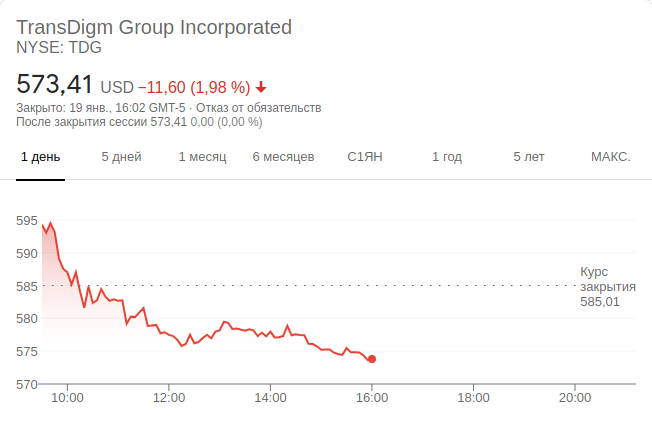 TransDigm Group Incorporated
NYSE: TDG
573,41 USD −11,60 (1,98 %)
Закрыто: 19 янв., 16:02 GMT-5 · Отказ от обязательств
После закрытия сессии 573,41 0,00 (0,00 %)
1 день 5 дней 1 месяц 6 месяцев С1ЯН 1 год 5 лет МАКС.
595
590
585
580
575
570
Курс
закрытия
585,01
10:00 12:00 14:00 16:00 18:00 20:00